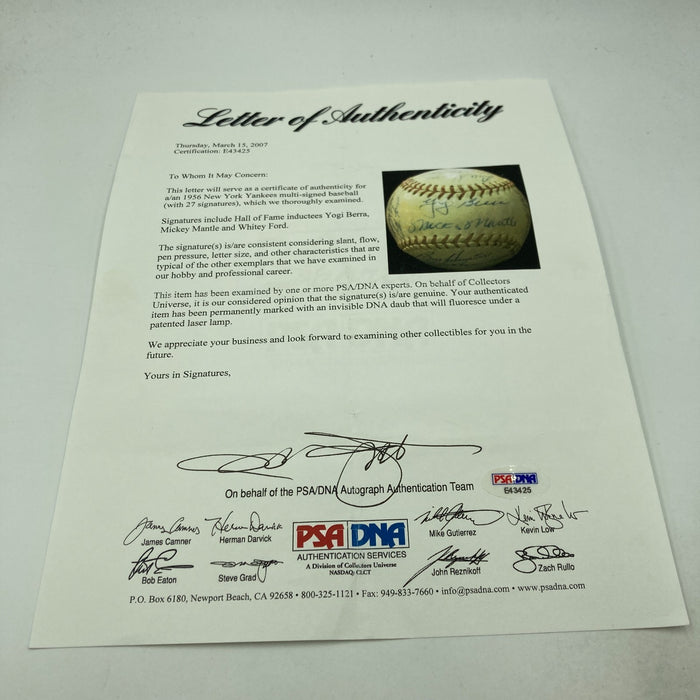 Letter of Authenticity
Thursday, March 15, 2007
Certification: E43425
To Whom It May Concern:
This letter will serve as a certificate of authenticity for
a/an 1956 New York Yankees multi-signed baseball
(with 27 signatures), which we thoroughly examined.
Signatures include Hall of Fame inductees Yogi Berra,
Mickey Mantle and Whitey Ford.
The signature(s) is/are consistent considering slant, flow,
pen pressure, letter size, and other characteristics that are
typical of the other exemplars that we have examined in
our hobby and professional career.
Yogi Berra
Mickey Mantle
This item has been examined by one or more PSA/DNA experts. On behalf of Collectors
Universe, it is our considered opinion that the signature(s) is/are genuine. Your authenticated
item has been permanently marked with an invisible DNA daub that will fluoresce under a
patented laser lamp.
We appreciate your business and look forward to examining other collectibles for you in the
future.
Yours in Signatures,
On behalf of the PSA/DNA Autograph Authentication Team
PSA DNA
E43425
James Camner
James Camner
Herman Darvick
Herman Darvick
Bob Eaton
Steve Grad
PSA DNA
AUTHENTICATION SERVICES
A Division of Collectors Universe
NASDAQ: CLCT
Mike Gutierrez
Kevin Low
John Reznikoff
Zach Rullo
P.O. Box 6180, Newport Beach, CA 92658 • 800-325-1121 • Fax: 949-833-7660 • info@psadna.com • www.psadna.com